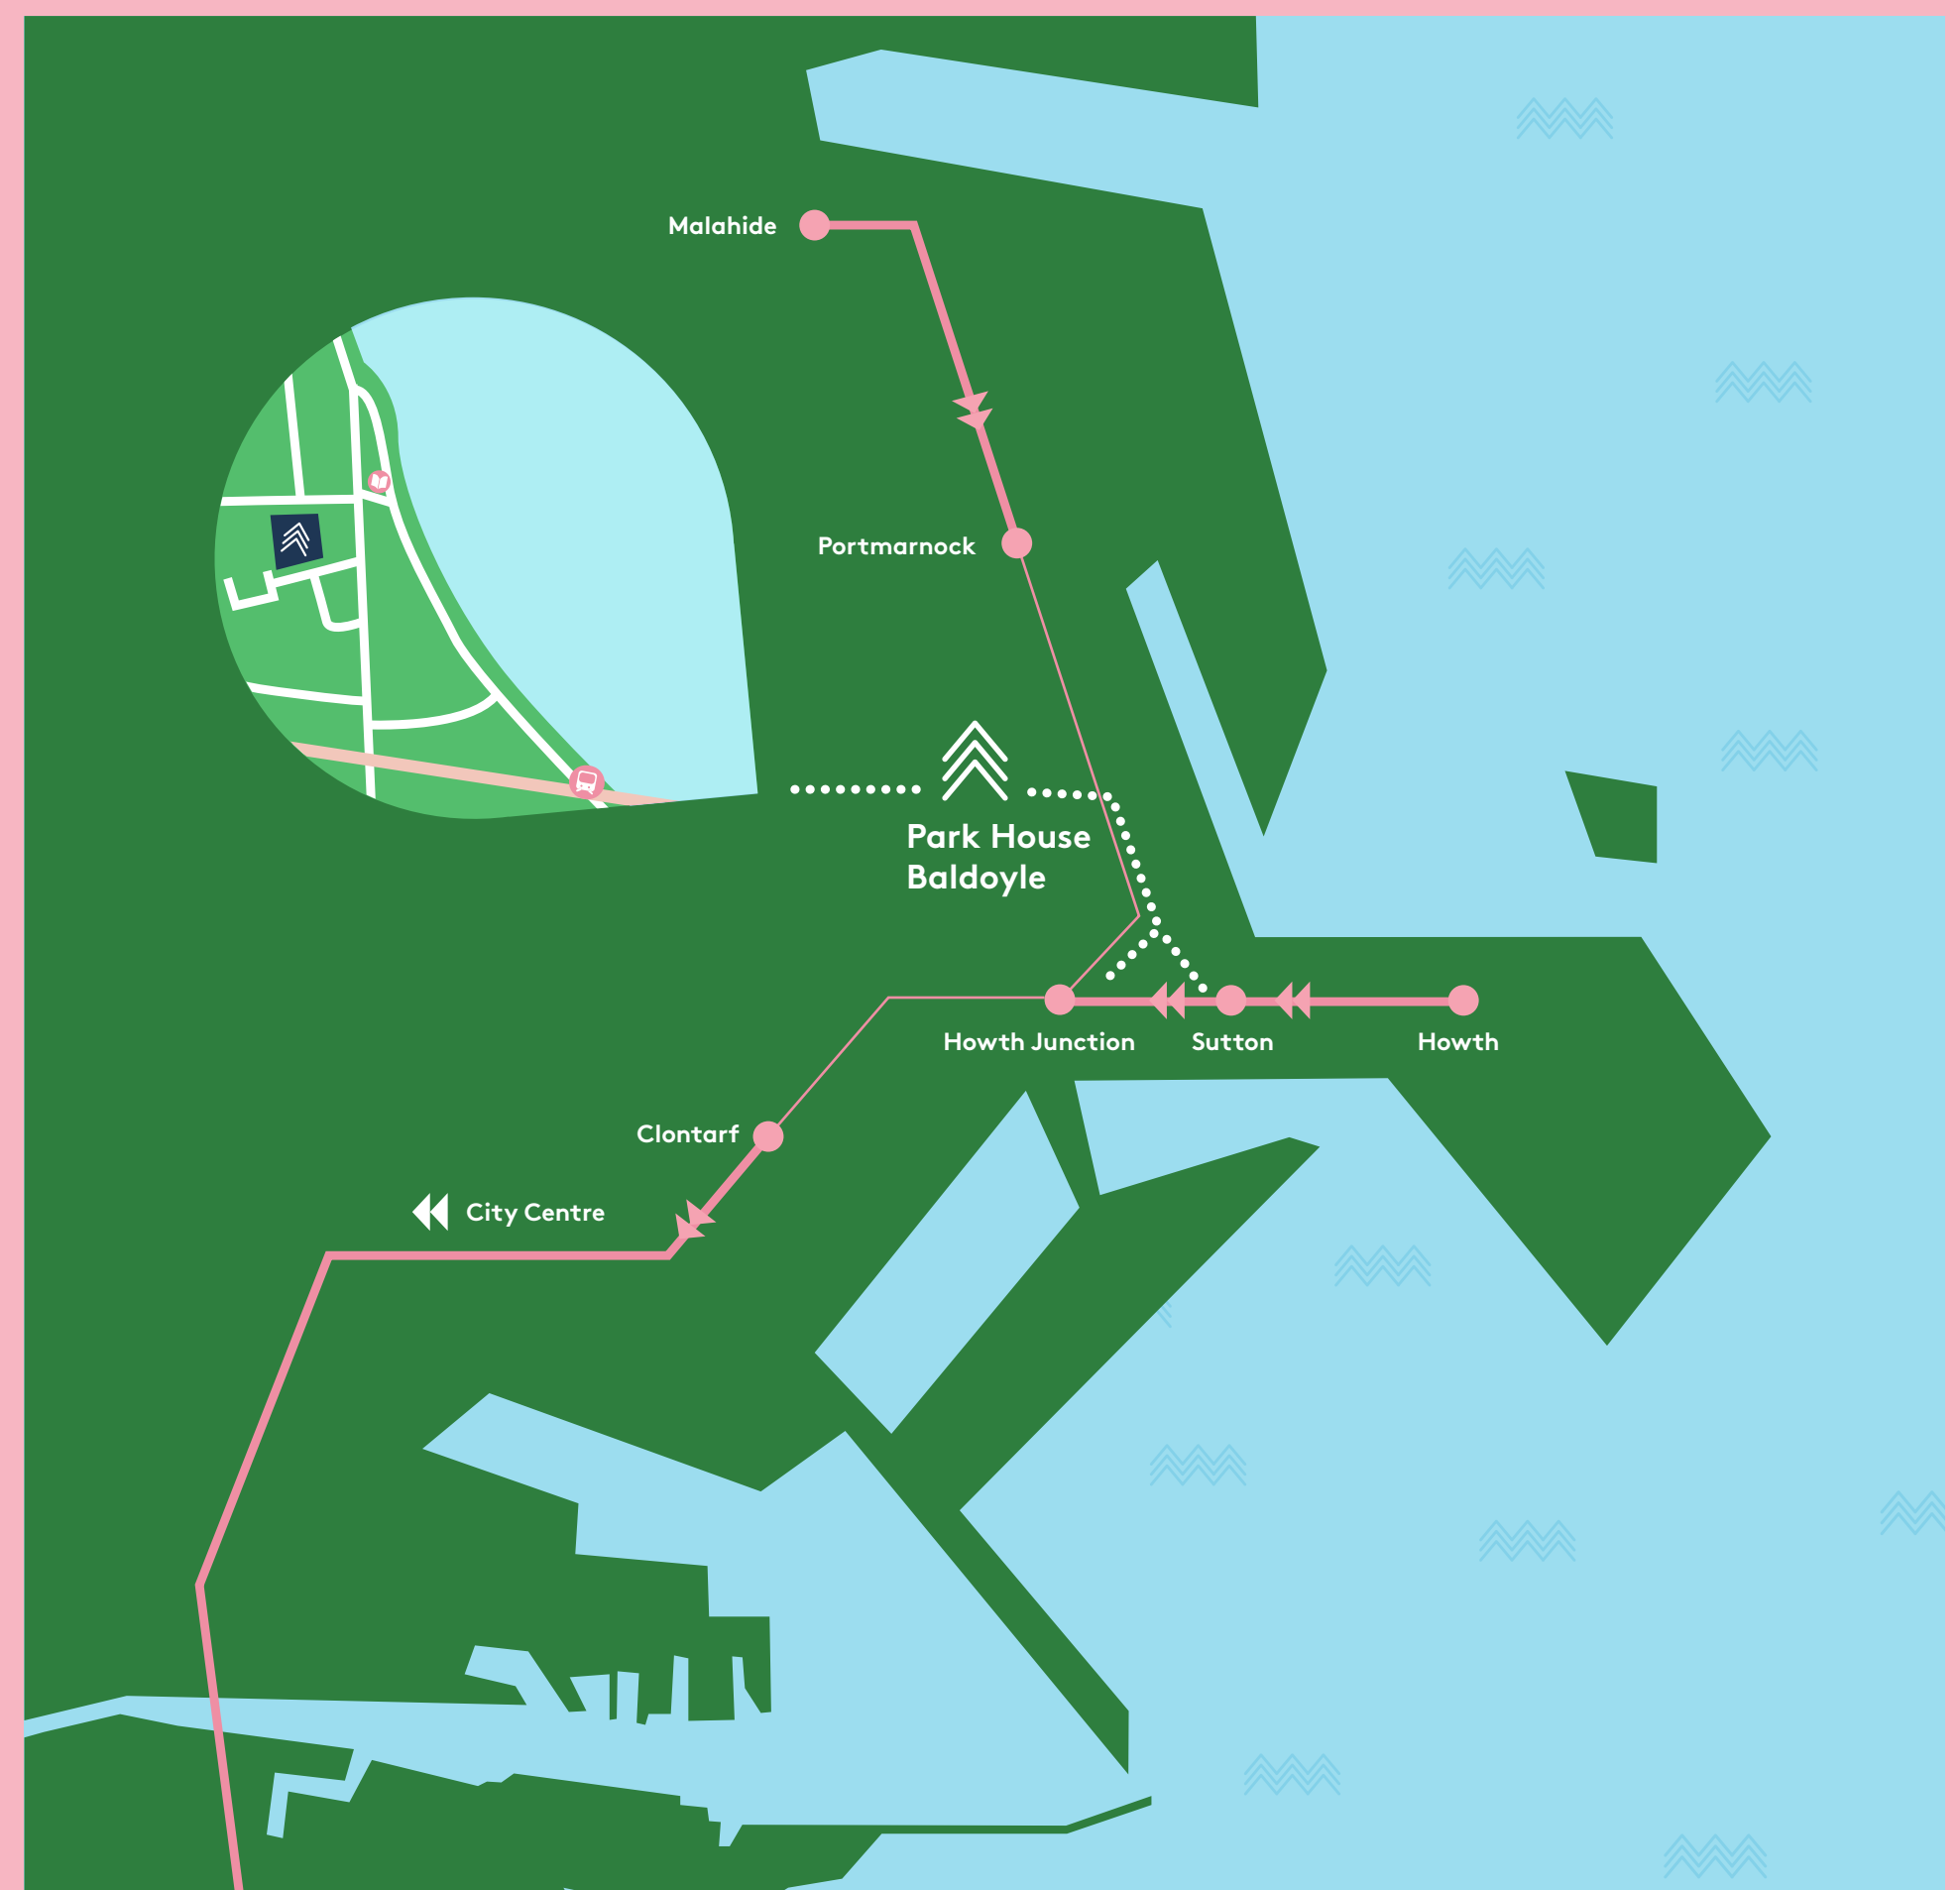 Malahide
Portmarnock
Park House
Baldoyle
Howth Junction
Sutton
Howth
Clontarf
City Centre